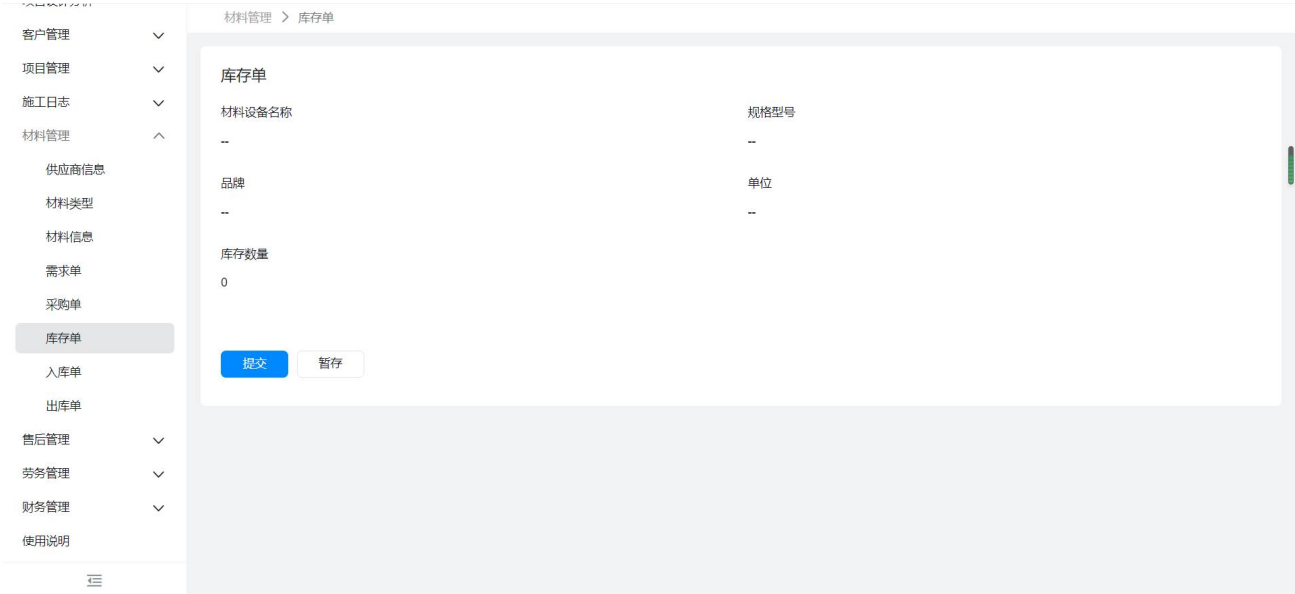 材料管理 > 库存单
客户管理
项目管理
施工日志
材料管理
供应商信息
材料类型
材料信息
需求单
采购单
库存单
入库单
出库单
售后管理
劳务管理
财务管理
使用说明
库存单
材料设备名称 规格型号
-- --
品牌 单位
-- --
库存数量
0
提交 暂存